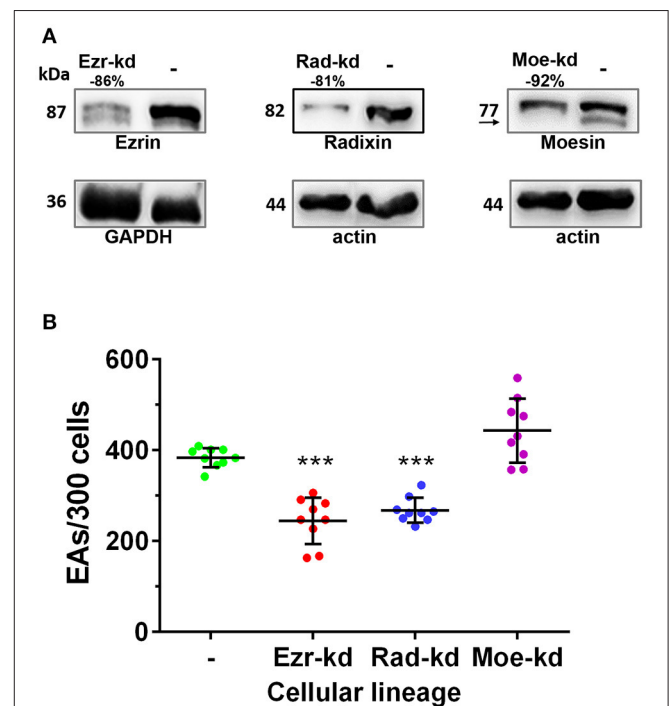 A
kDa
Ezr-kd -
-86%
87
Ezrin
36
GAPDH
Rad-kd -
-81%
82
Radixin
44
actin
Moe-kd -
-92%
77
Moesin
44
actin
B
EAs/300 cells
600
400
200
0
*** ***
- Ezr-kd Rad-kd Moe-kd
Cellular lineage